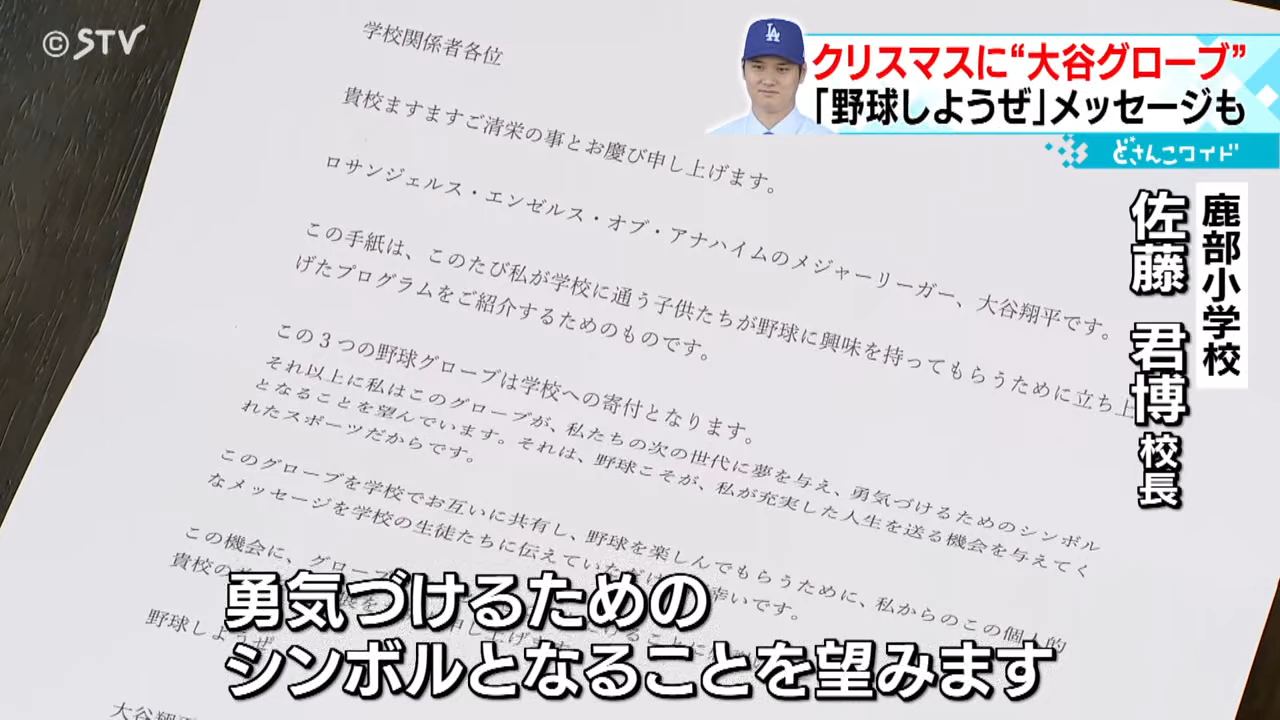 © STV
LA
クリスマスに“大谷グローブ”
「野球しようぜ」メッセージも
どさんこワイド
鹿部小学校
佐藤 君博 校長
学校関係者各位
貴校ますますご清栄の事とお慶び申し上げます。
ロサンジェルス・エンゼルス・オブ・アナハイムのメジャーリーガー、大谷翔平です。
この手紙は、このたび私が学校に通う子供たちが野球に興味を持ってもらうために立ち上
げたプログラムをご紹介するためのものです。
この3つの野球グローブは学校への寄付となります。
それ以上に私はこのグローブが、私たちの次の世代に夢を与え、勇気づけるためのシンボル
となることを望んでいます。それは、野球こそが、私が充実した人生を送る機会を与えてく
れたスポーツだからです。
このグローブを学校でお互いに共有し、野球を楽しんでもらうために、私からのこの個人的
なメッセージを学校の生徒たちに伝えていただ 幸いです。
この機会に、グロー
貴校の
野球しようぜ
大谷翔平
勇気づけるための
シンボルとなることを望みます